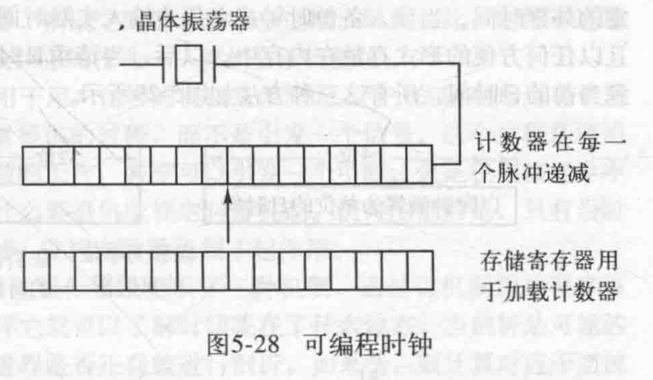 晶体振荡器
计数器在每一
个脉冲递减
存储寄存器用
于加载计数器
图5-28 可编程时钟